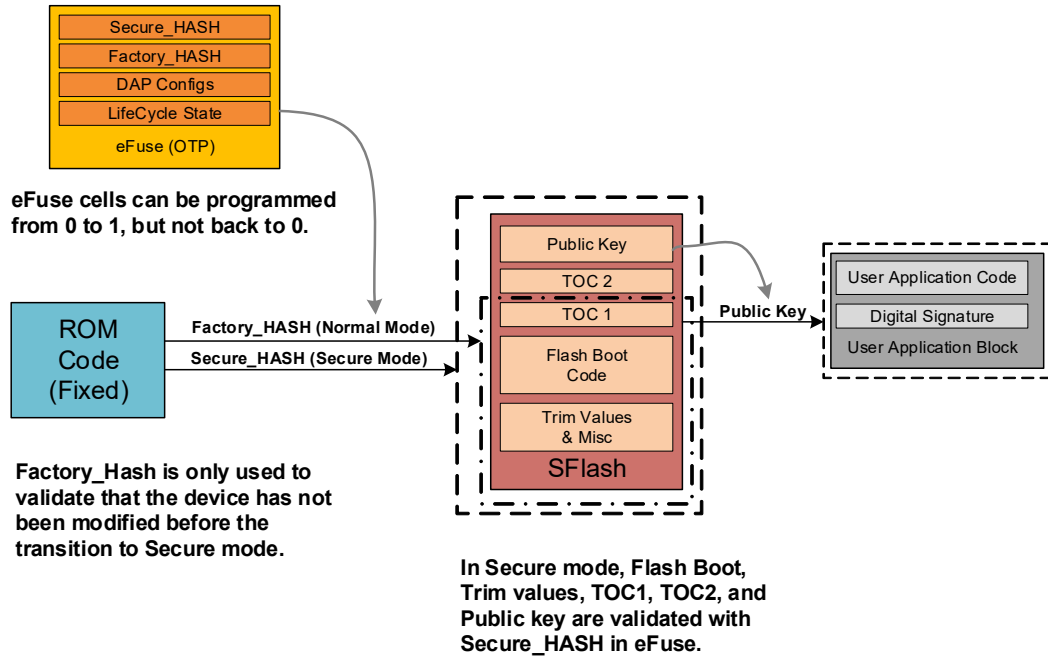 Secure_HASH
Factory_HASH
DAP Configs
LifeCycle State
eFuse (OTP)
eFuse cells can be programmed
from 0 to 1, but not back to 0.
ROM
Code
(Fixed)
Factory_HASH (Normal Mode)
Secure_HASH (Secure Mode)
Factory_Hash is only used to
validate that the device has not
been modified before the
transition to Secure mode.
Public Key
TOC 2
TOC 1
Flash Boot
Code
Trim Values
& Misc
SFlash
In Secure mode, Flash Boot,
Trim values, TOC1, TOC2, and
Public key are validated with
Secure_HASH in eFuse.
Public Key
User Application Code
Digital Signature
User Application Block